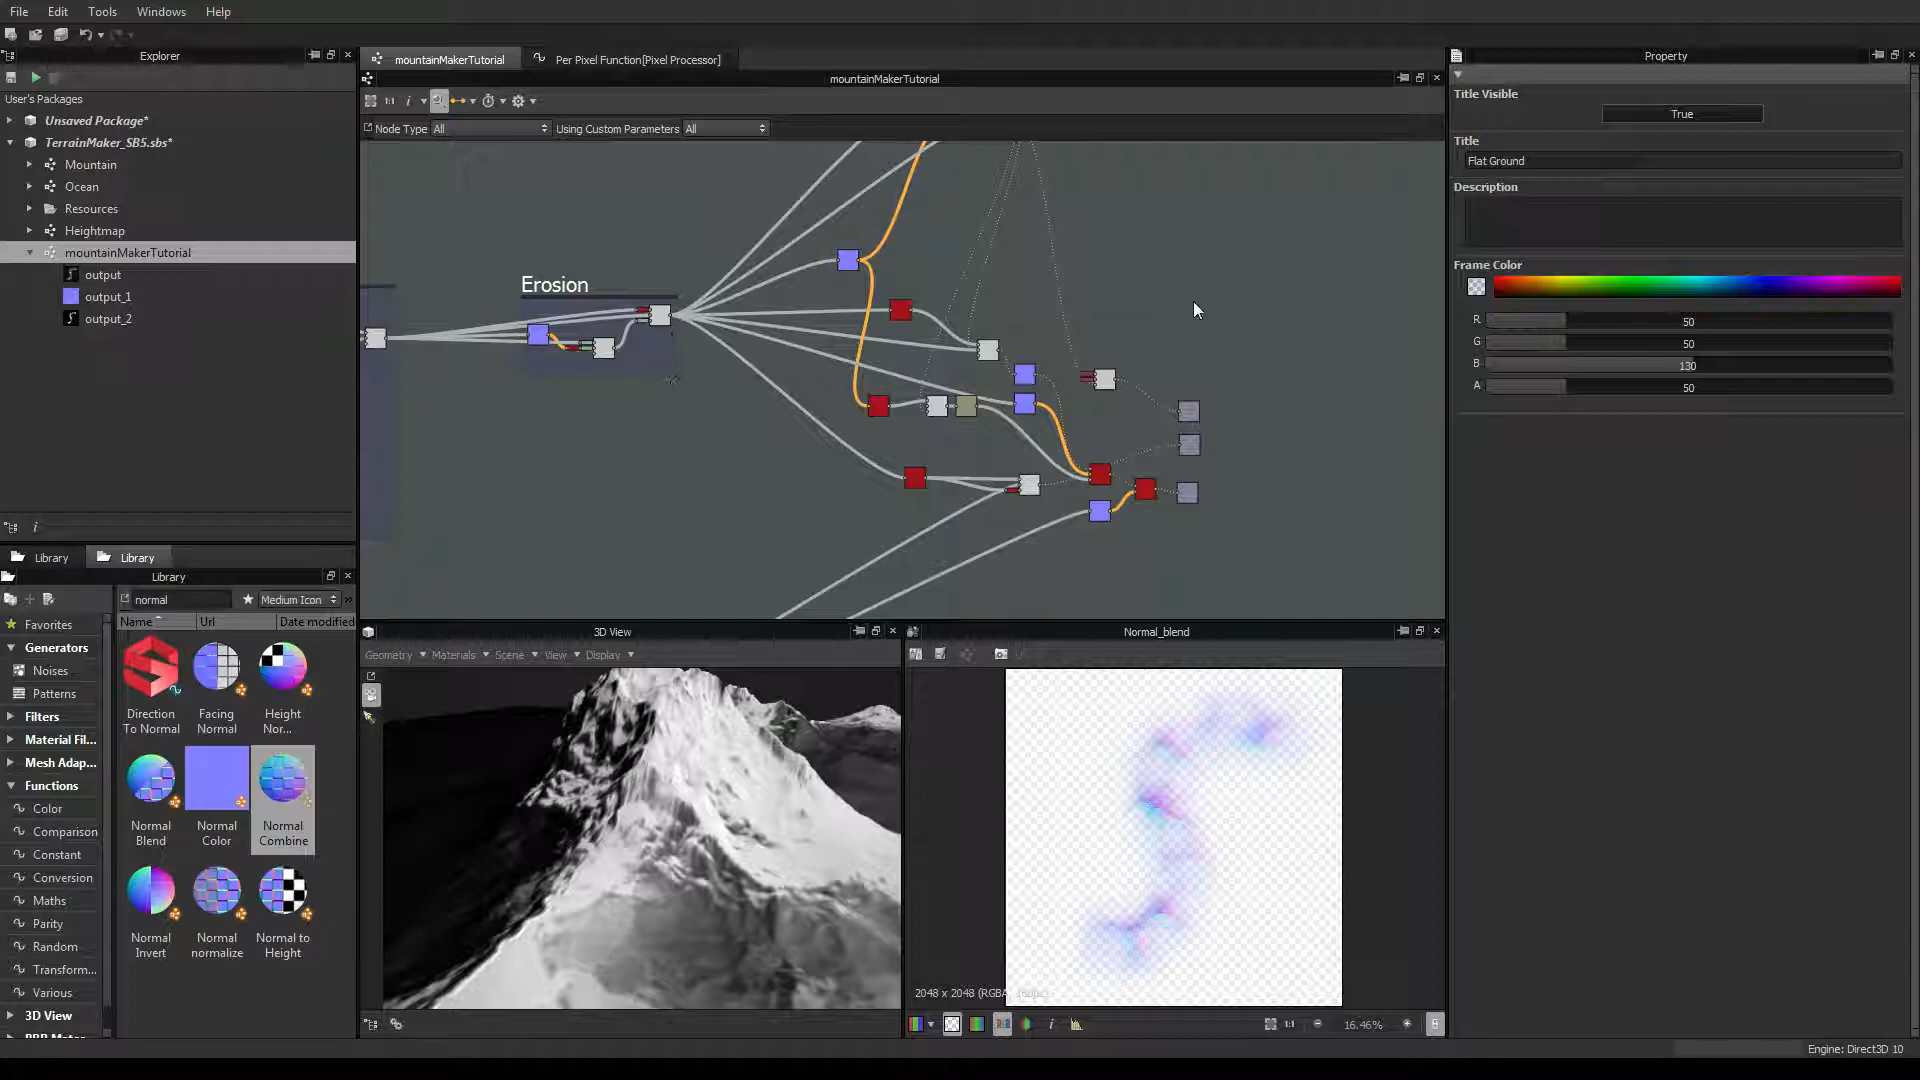 File Edit Tools Windows Help
Explorer
User's Packages
Unsaved Package*
TerrainMaker_SB5.sbs*
Mountain
Ocean
Resources
Heightmap
mountainMakerTutorial
output
output_1
output_2
mountainMakerTutorial
Per Pixel Function[Pixel Processor]
mountainMakerTutorial
1:1
Node Type All
Using Custom Parameters All
Erosion
Property
Title Visible
True
Title
Flat Ground
Description
Frame Color
R 50
G 50
B 130
A 50
Library
Library
Library
normal
Medium Icon
Name Url Date modified
Favorites
Generators
Noises
Patterns
Filters
Material Fil...
Mesh Adap...
Functions
Color
Comparison
Constant
Conversion
Maths
Parity
Random
Transform...
Various
3D View
Direction To Normal
Facing Normal
Height Nor...
Normal Blend
Normal Color
Normal Combine
Normal Invert
Normal normalize
Normal to Height
3D View
Geometry Materials Scene View Display
Normal_blend
2048 x 2048 (RGBA,
1:1
16.46%
Engine: Direct3D 10